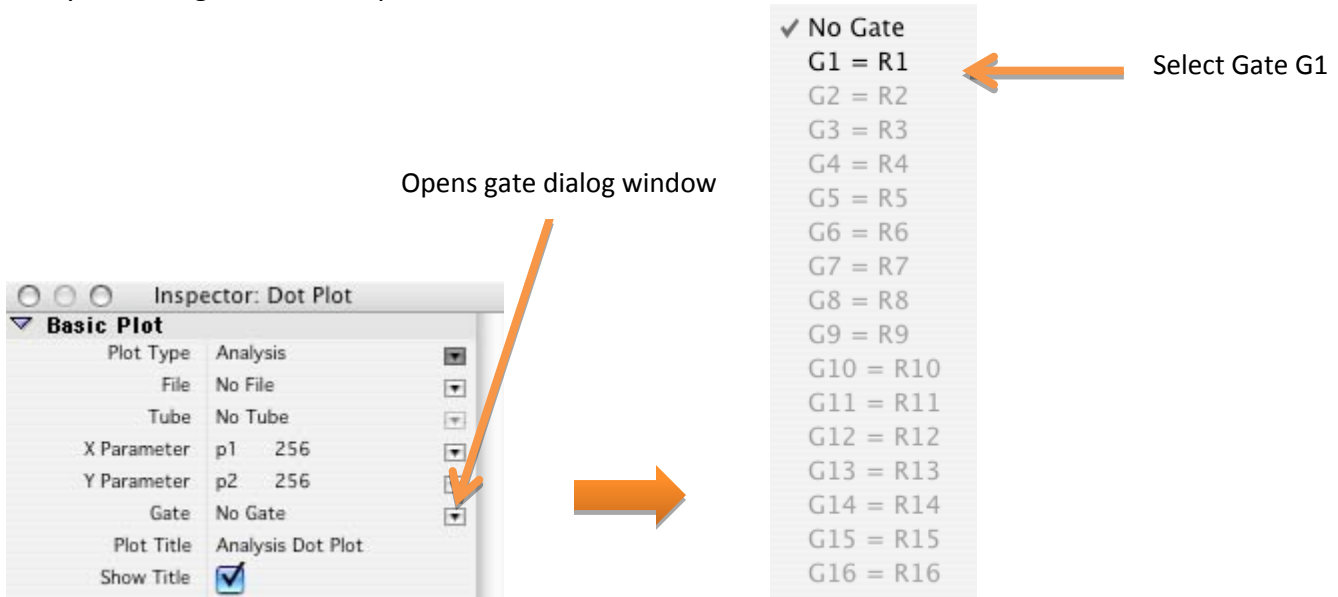 Opens gate dialog window
Inspector: Dot Plot
Basic Plot
Plot Type Analysis
File No File
Tube No Tube
X Parameter p1 256
Y Parameter p2 256
Gate No Gate
Plot Title Analysis Dot Plot
Show Title
✓ No Gate
G1 = R1
G2 = R2
G3 = R3
G4 = R4
G5 = R5
G6 = R6
G7 = R7
G8 = R8
G9 = R9
G10 = R10
G11 = R11
G12 = R12
G13 = R13
G14 = R14
G15 = R15
G16 = R16
Select Gate G1